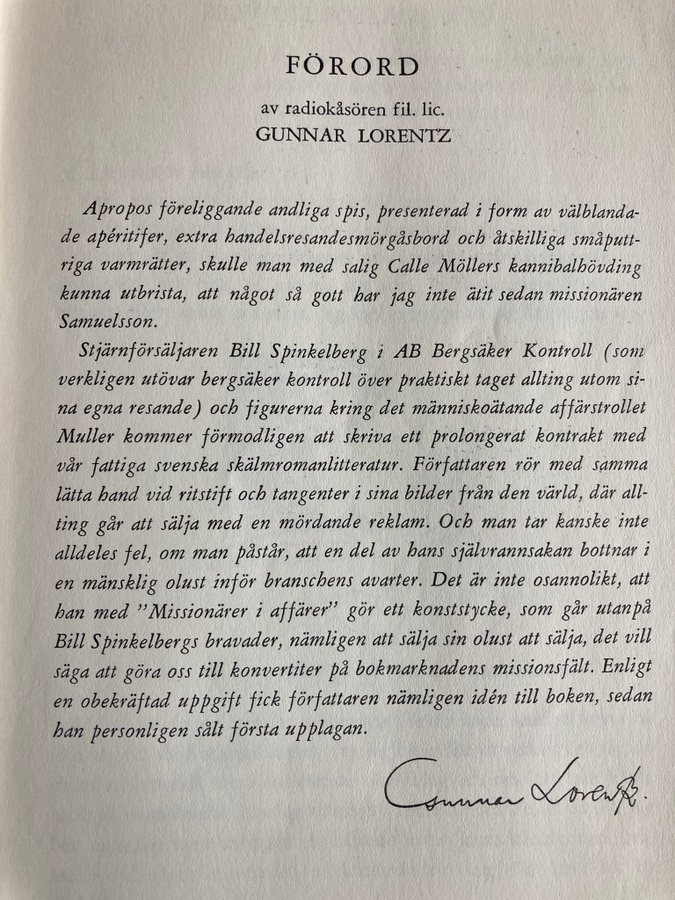 FÖRORD
av radiokåsören fil. lic.
GUNNAR LORENTZ
Apropos föreliggande andliga spis, presenterad i form av välblanda-
de apéritifer, extra handelsresandesmörgåsbord och åtskilliga småputt-
riga varmrätter, skulle man med salig Calle Möllers kannibalhövding
kunna utbrista, att något så gott har jag inte ätit sedan missionären
Samuelsson.
Stjärnförsäljaren Bill Spinkelberg i AB Bergsäker Kontroll (som
verkligen utövar bergsäker kontroll över praktiskt taget allting utom si-
na egna resande) och figurerna kring det människoätande affärstrollet
Muller kommer förmodligen att skriva ett prolongerat kontrakt med
vår fattiga svenska skälmromanlitteratur. Författaren rör med samma
lätta hand vid ritstift och tangenter i sina bilder från den värld, där all-
ting går att sälja med en mördande reklam. Och man tar kanske inte
alldeles fel, om man påstår, att en del av hans självrannsakan bottnar i
en mänsklig olust inför branschens avarter. Det är inte osannolikt, att
han med ”Missionärer i affärer” gör ett konststycke, som går utanpå
Bill Spinkelbergs bravader, nämligen att sälja sin olust att sälja, det vill
säga att göra oss till konvertiter på bokmarknadens missionsfält. Enligt
en obekräftad uppgift fick författaren nämligen idén till boken, sedan
han personligen sålt första upplagan.
Gunnar Lorentz.